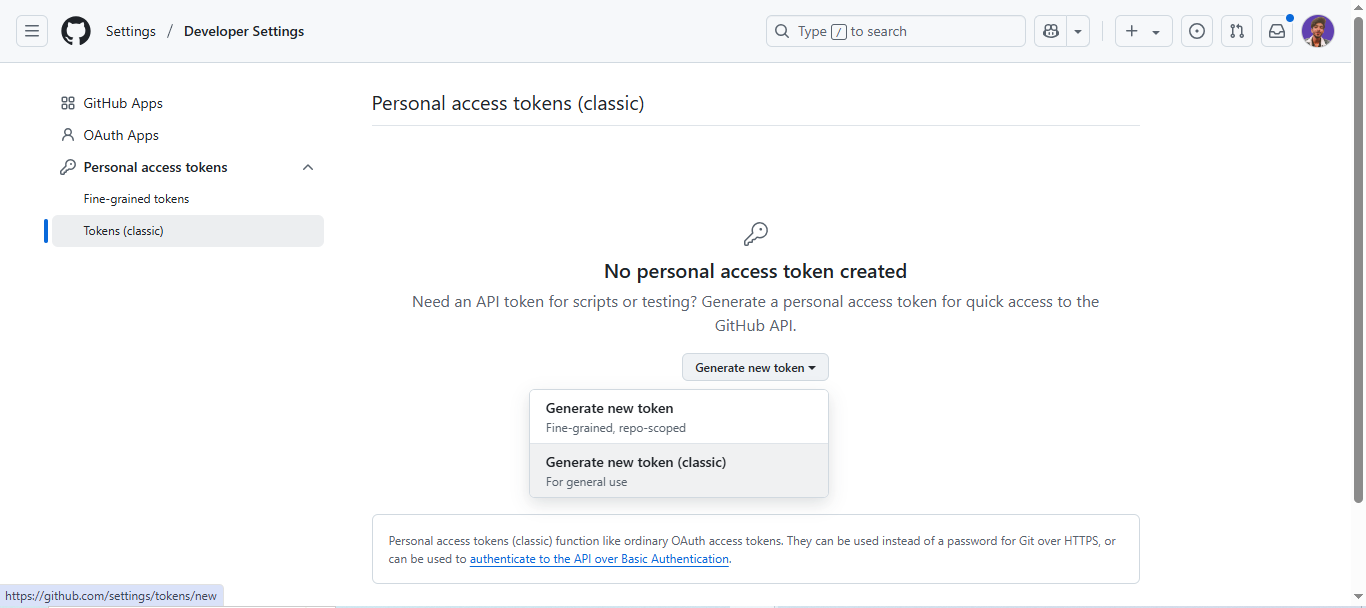 Settings / Developer Settings
Type / to search
GitHub Apps
OAuth Apps
Personal access tokens
Fine-grained tokens
Tokens (classic)
Personal access tokens (classic)
No personal access token created
Need an API token for scripts or testing? Generate a personal access token for quick access to the
GitHub API.
Generate new token
Generate new token
Fine-grained, repo-scoped
Generate new token (classic)
For general use
Personal access tokens (classic) function like ordinary OAuth access tokens. They can be used instead of a password for Git over HTTPS, or
can be used to authenticate to the API over Basic Authentication.
https://github.com/settings/tokens/new